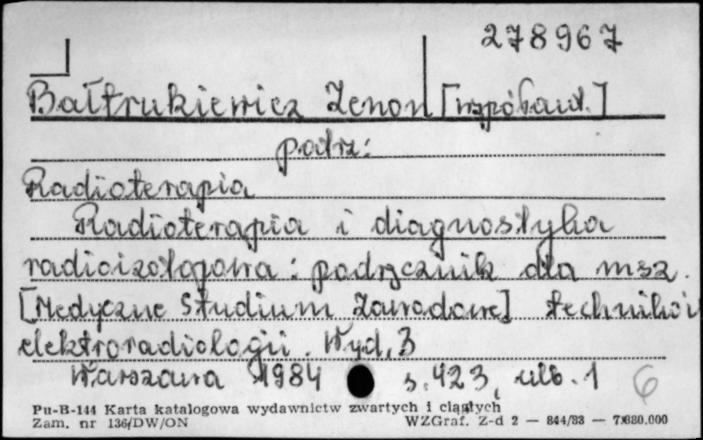 278967
Bałtrukiewicz Zenon [współaut.]
podrz:
Radioterapia
Radioterapia i diagnostyka
radioizotopowa : podręcznik dla msz.
[Medyczne Studium Zawodowe] techników
elektroradiologii. Wyd. 3
Warszawa 1984 s. 423, ulb. 1 6
Pu-B-144 Karta katalogowa wydawnictw zwartych i ciągłych
Zam. nr 136/DW/ON WZGraf. Z-d 2 — 844/83 — 7.680.000